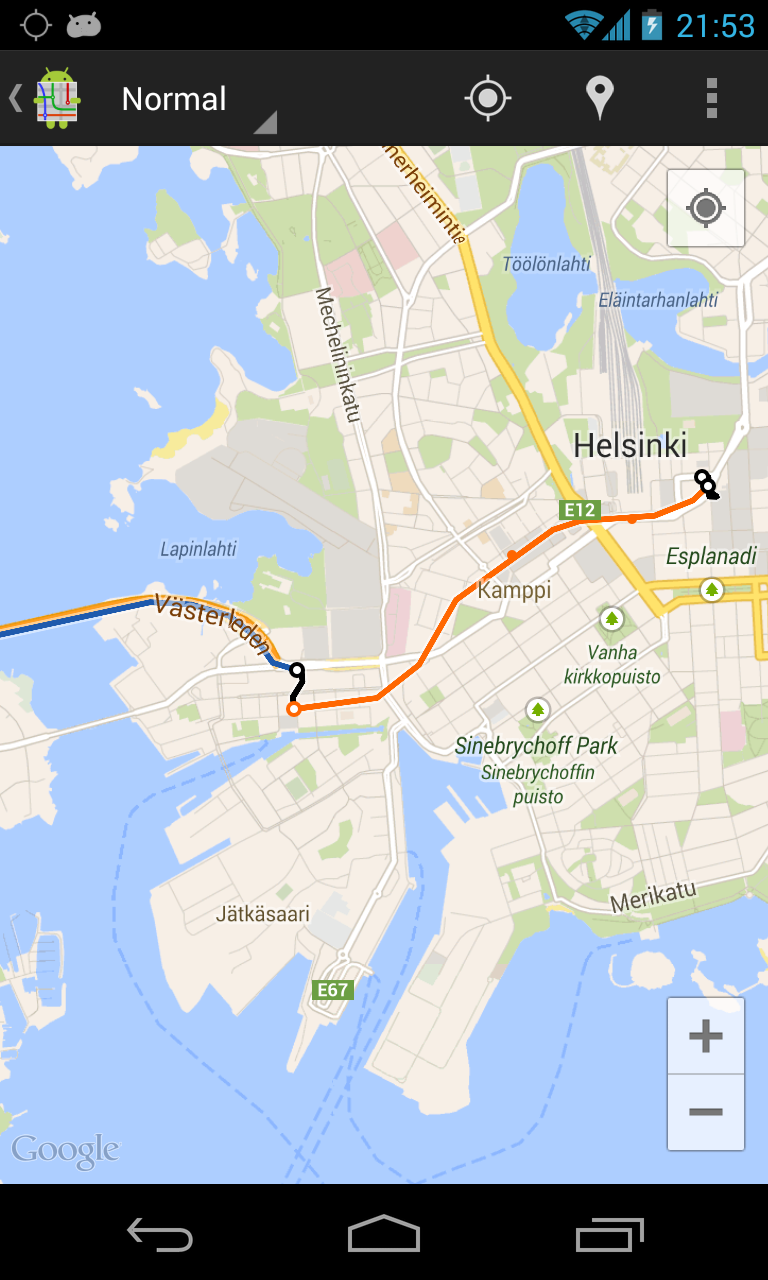 21:53
Normal
nerheimintie
Töölönlahti
Eläintarhanlahti
Mechelininkatu
Helsinki
E12
Lapinlahti
Esplanadi
Kamppi
Västerleden
Vanha
kirkkopuisto
Sinebrychoff Park
Sinebrychoffin
puisto
Merikatu
Jätkäsaari
E67
Google